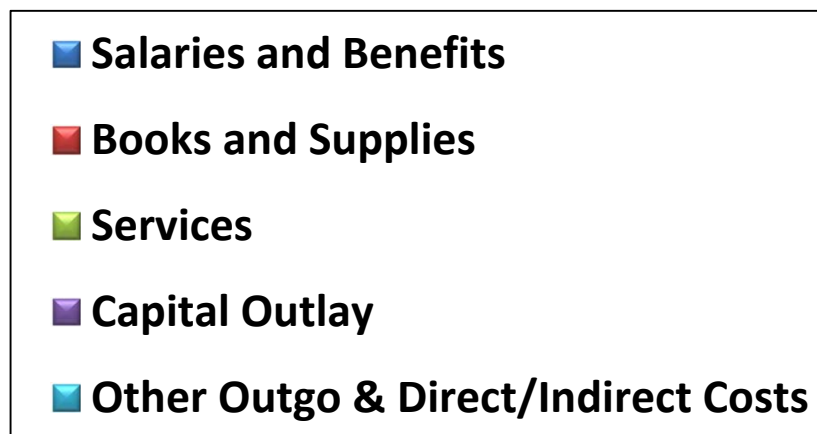 Salaries and Benefits
Books and Supplies
Services
Capital Outlay
Other Outgo & Direct/Indirect Costs